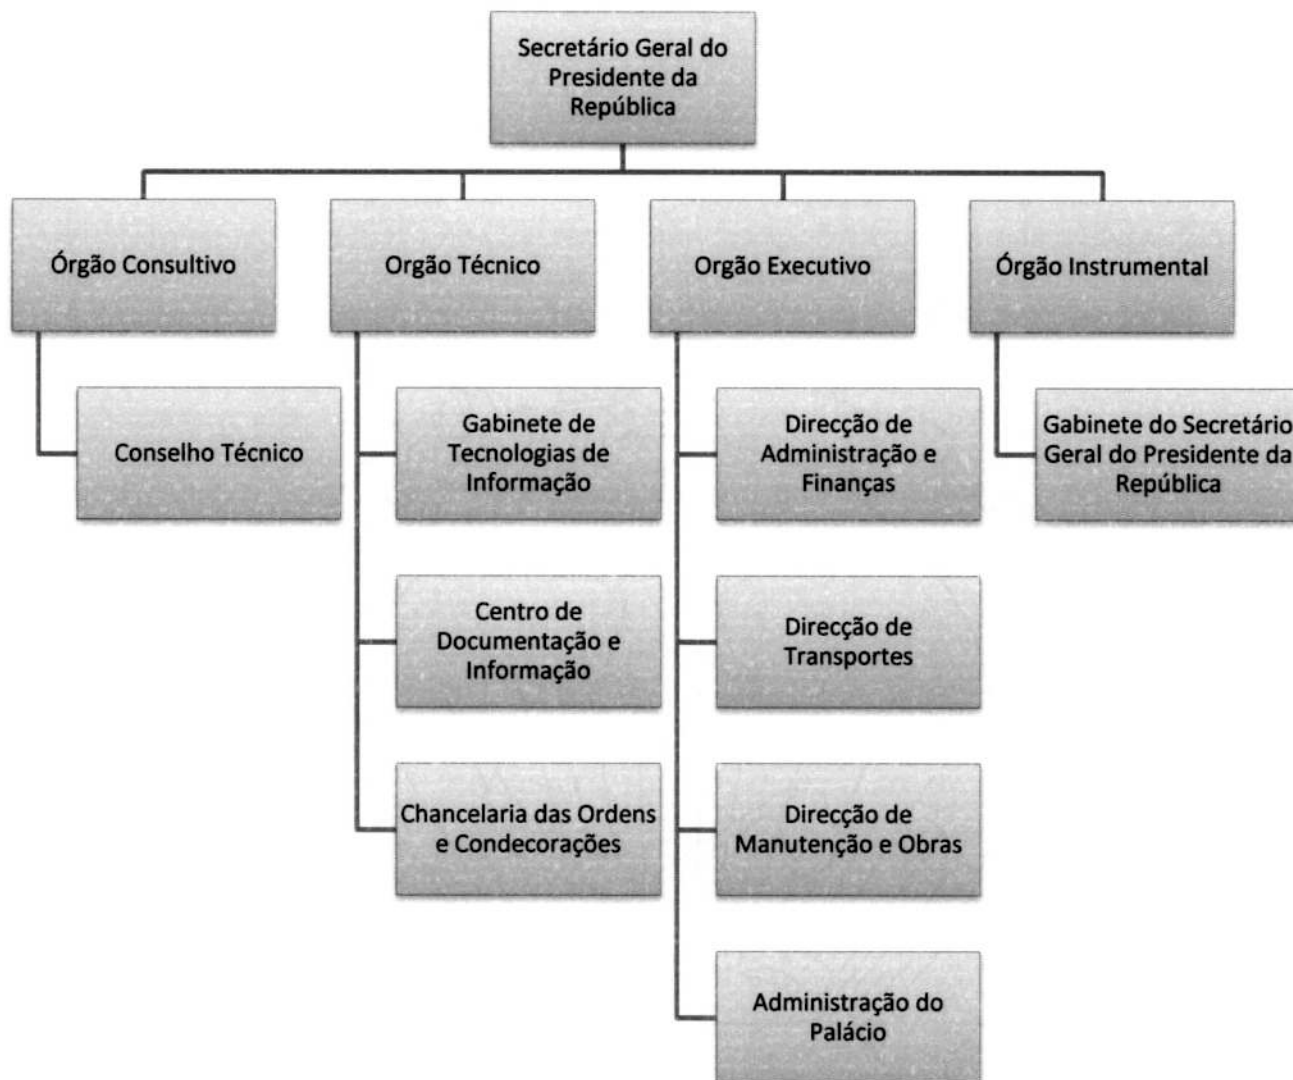 Secretário Geral do
Presidente da
República
Órgão Consultivo
Orgão Técnico
Orgão Executivo
Órgão Instrumental
Conselho Técnico
Gabinete de
Tecnologias de
Informação
Direcção de
Administração e
Finanças
Gabinete do Secretário
Geral do Presidente da
República
Centro de
Documentação e
Informação
Direcção de
Transportes
Chancelaria das Ordens
e Condecorações
Direcção de
Manutenção e Obras
Administração do
Palácio